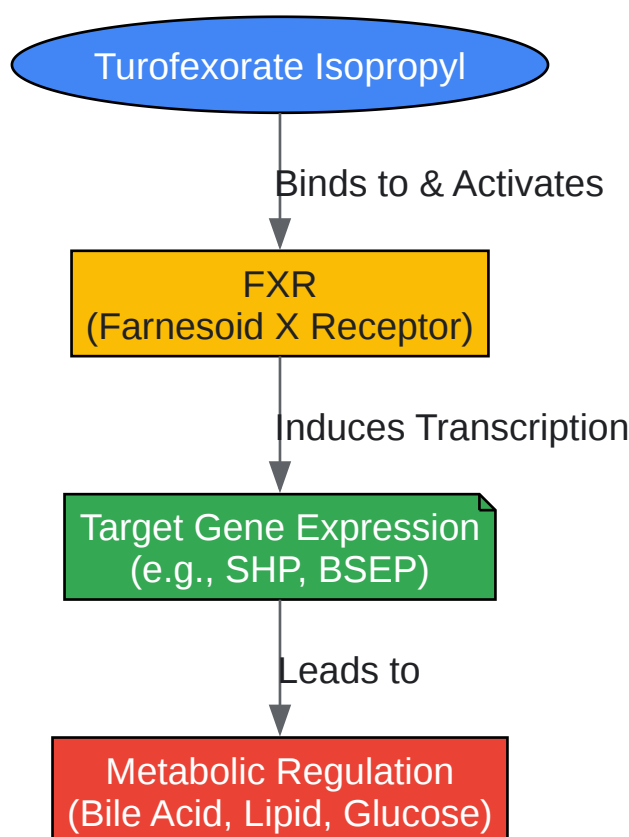 Turofexorate Isopropyl
Binds to & Activates
FXR
(Farnesoid X Receptor)
Induces Transcription
Target Gene Expression
(e.g., SHP, BSEP)
Leads to
Metabolic Regulation
(Bile Acid, Lipid, Glucose)